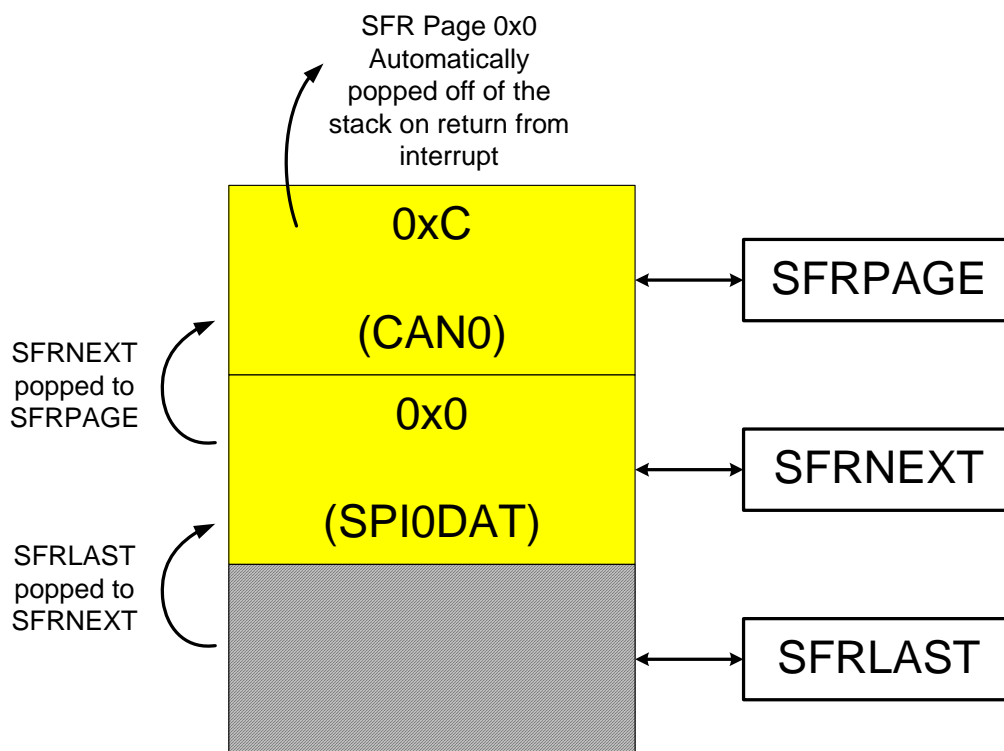 SFR Page 0x0
Automatically
popped off of the
stack on return from
interrupt
0xC
(CAN0)
SFRPAGE
SFRNEXT
popped to
SFRPAGE
0x0
(SPI0DAT)
SFRNEXT
SFRLAST
popped to
SFRNEXT
SFRLAST